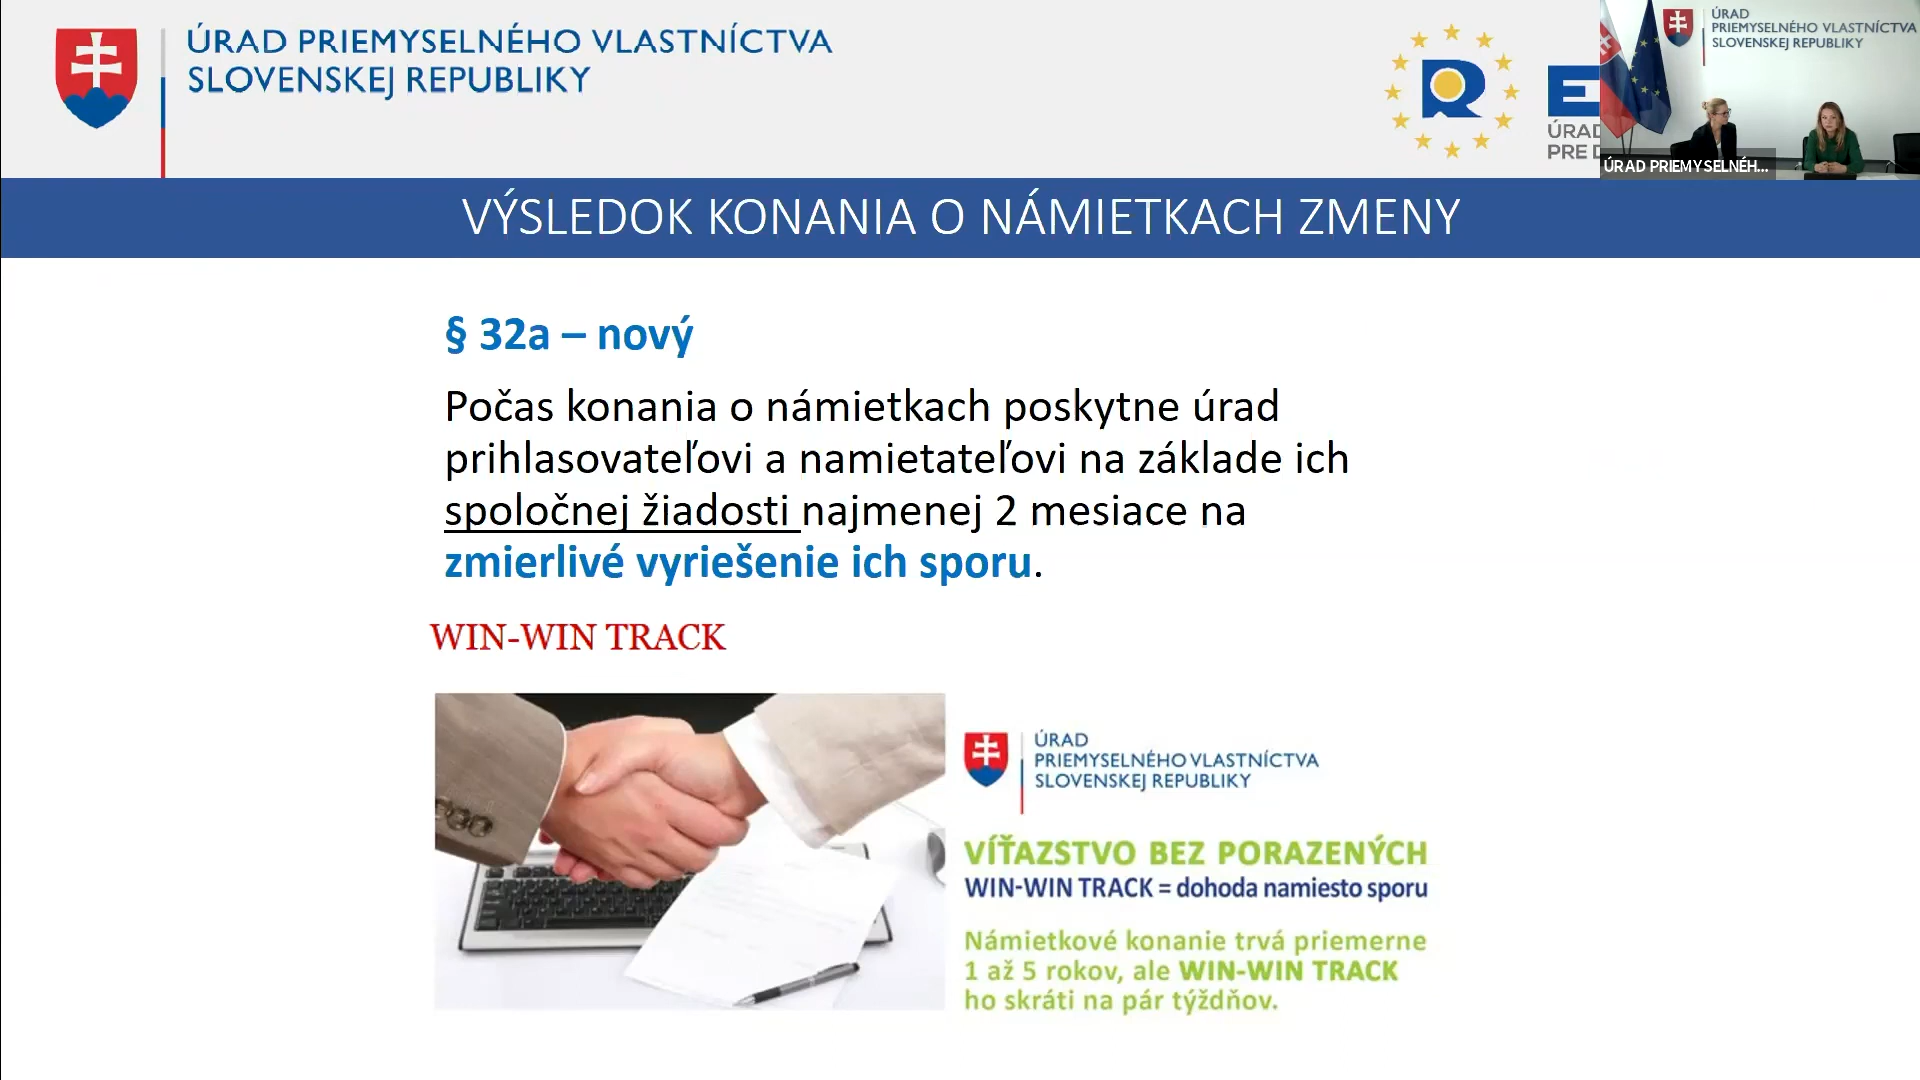 ÚRAD PRIEMYSELNÉHO VLASTNÍCTVA
SLOVENSKEJ REPUBLIKY
R
E
ÚRAD
PRE
ÚRAD
PRIEMYSELNÉHO VLASTNÍCTVA
SLOVENSKEJ REPUBLIKY
ÚRAD PRIEMYSELNÉH...
VÝSLEDOK KONANIA O NÁMIETKACH ZMENY
§ 32a – nový
Počas konania o námietkach poskytne úrad
prihlasovateľovi a namietateľovi na základe ich
spoločnej žiadosti najmenej 2 mesiace na
zmierlivé vyriešenie ich sporu.
WIN-WIN TRACK
ÚRAD
PRIEMYSELNÉHO VLASTNÍCTVA
SLOVENSKEJ REPUBLIKY
VÍŤAZSTVO BEZ PORAZENÝCH
WIN-WIN TRACK = dohoda namiesto sporu
Námietkové konanie trvá priemerne
1 až 5 rokov, ale WIN-WIN TRACK
ho skráti na pár týždňov.